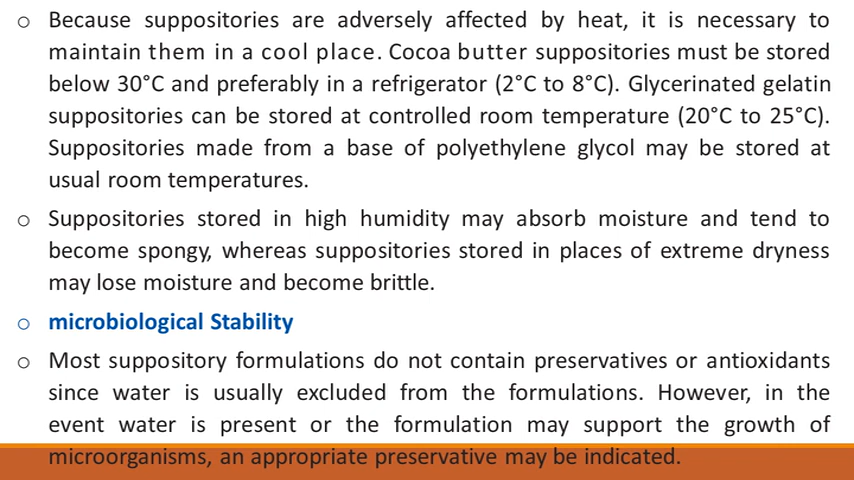 o Because suppositories are adversely affected by heat, it is necessary to
maintain them in a cool place. Cocoa butter suppositories must be stored
below 30°C and preferably in a refrigerator (2°C to 8°C). Glycerinated gelatin
suppositories can be stored at controlled room temperature (20°C to 25°C).
Suppositories made from a base of polyethylene glycol may be stored at
usual room temperatures.
o Suppositories stored in high humidity may absorb moisture and tend to
become spongy, whereas suppositories stored in places of extreme dryness
may lose moisture and become brittle.
o microbiological Stability
o Most suppository formulations do not contain preservatives or antioxidants
since water is usually excluded from the formulations. However, in the
event water is present or the formulation may support the growth of
microorganisms, an appropriate preservative may be indicated.